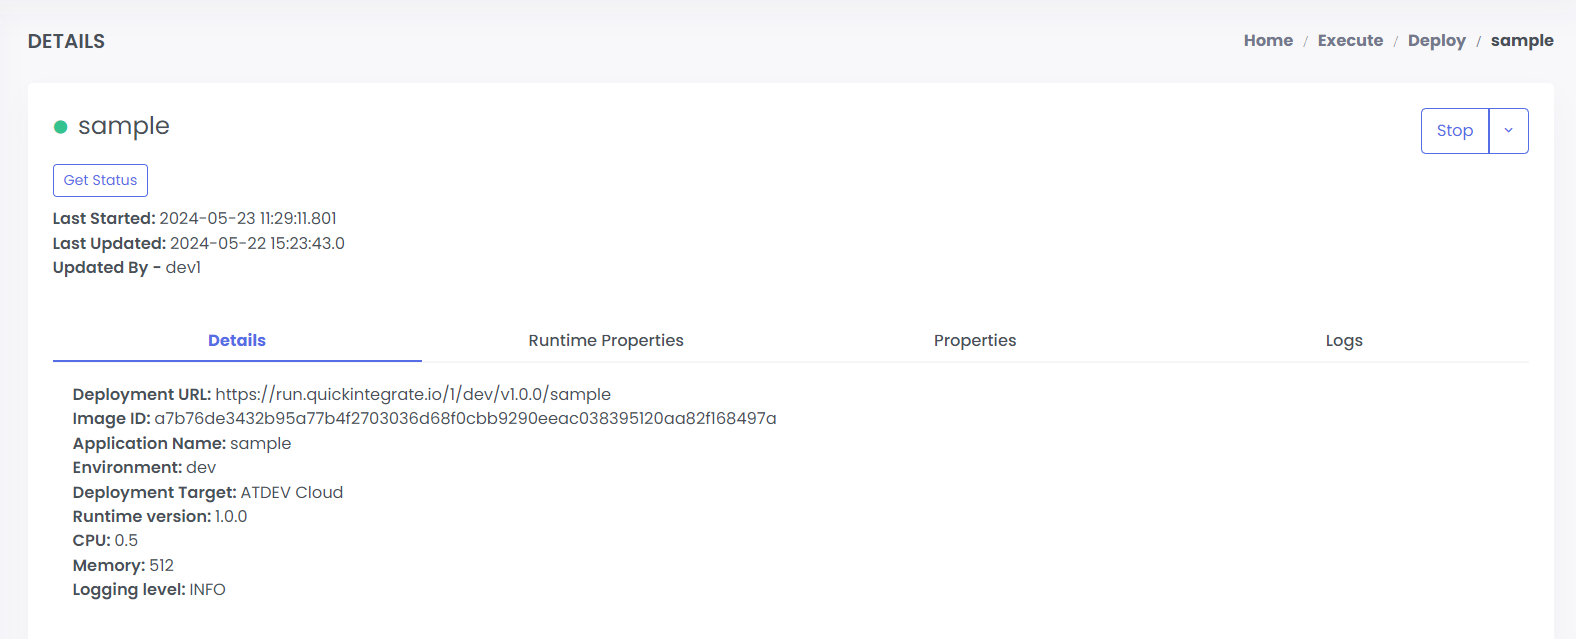 DETAILS
Home / Execute / Deploy / sample
sample
Stop
Get Status
Last Started: 2024-05-23 11:29:11.801
Last Updated: 2024-05-22 15:23:43.0
Updated By - dev1
Details
Runtime Properties
Properties
Logs
Deployment URL: https://run.quickintegrate.io/1/dev/v1.0.0/sample
Image ID: a7b76de3432b95a77b4f2703036d68f0cbb9290eeac038395120aa82f168497a
Application Name: sample
Environment: dev
Deployment Target: ATDEV Cloud
Runtime version: 1.0.0
CPU: 0.5
Memory: 512
Logging level: INFO